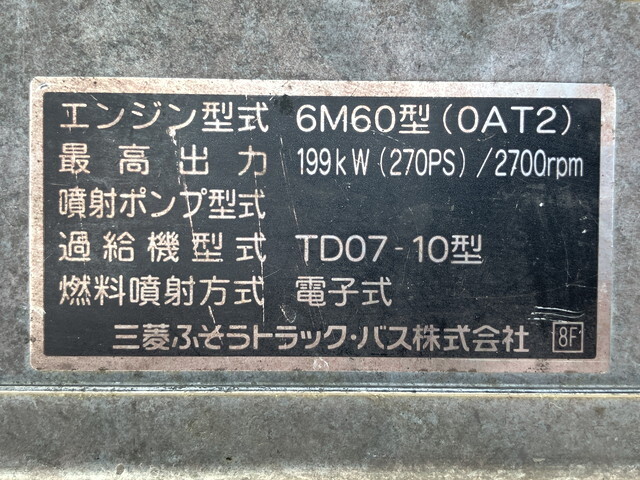 エンジン型式 6M60型(0AT2)
最高出力 199kW(270PS)/2700rpm
噴射ポンプ型式
過給機型式 TD07-10型
燃料噴射方式 電子式
三菱ふそうトラック・バス株式会社 8F